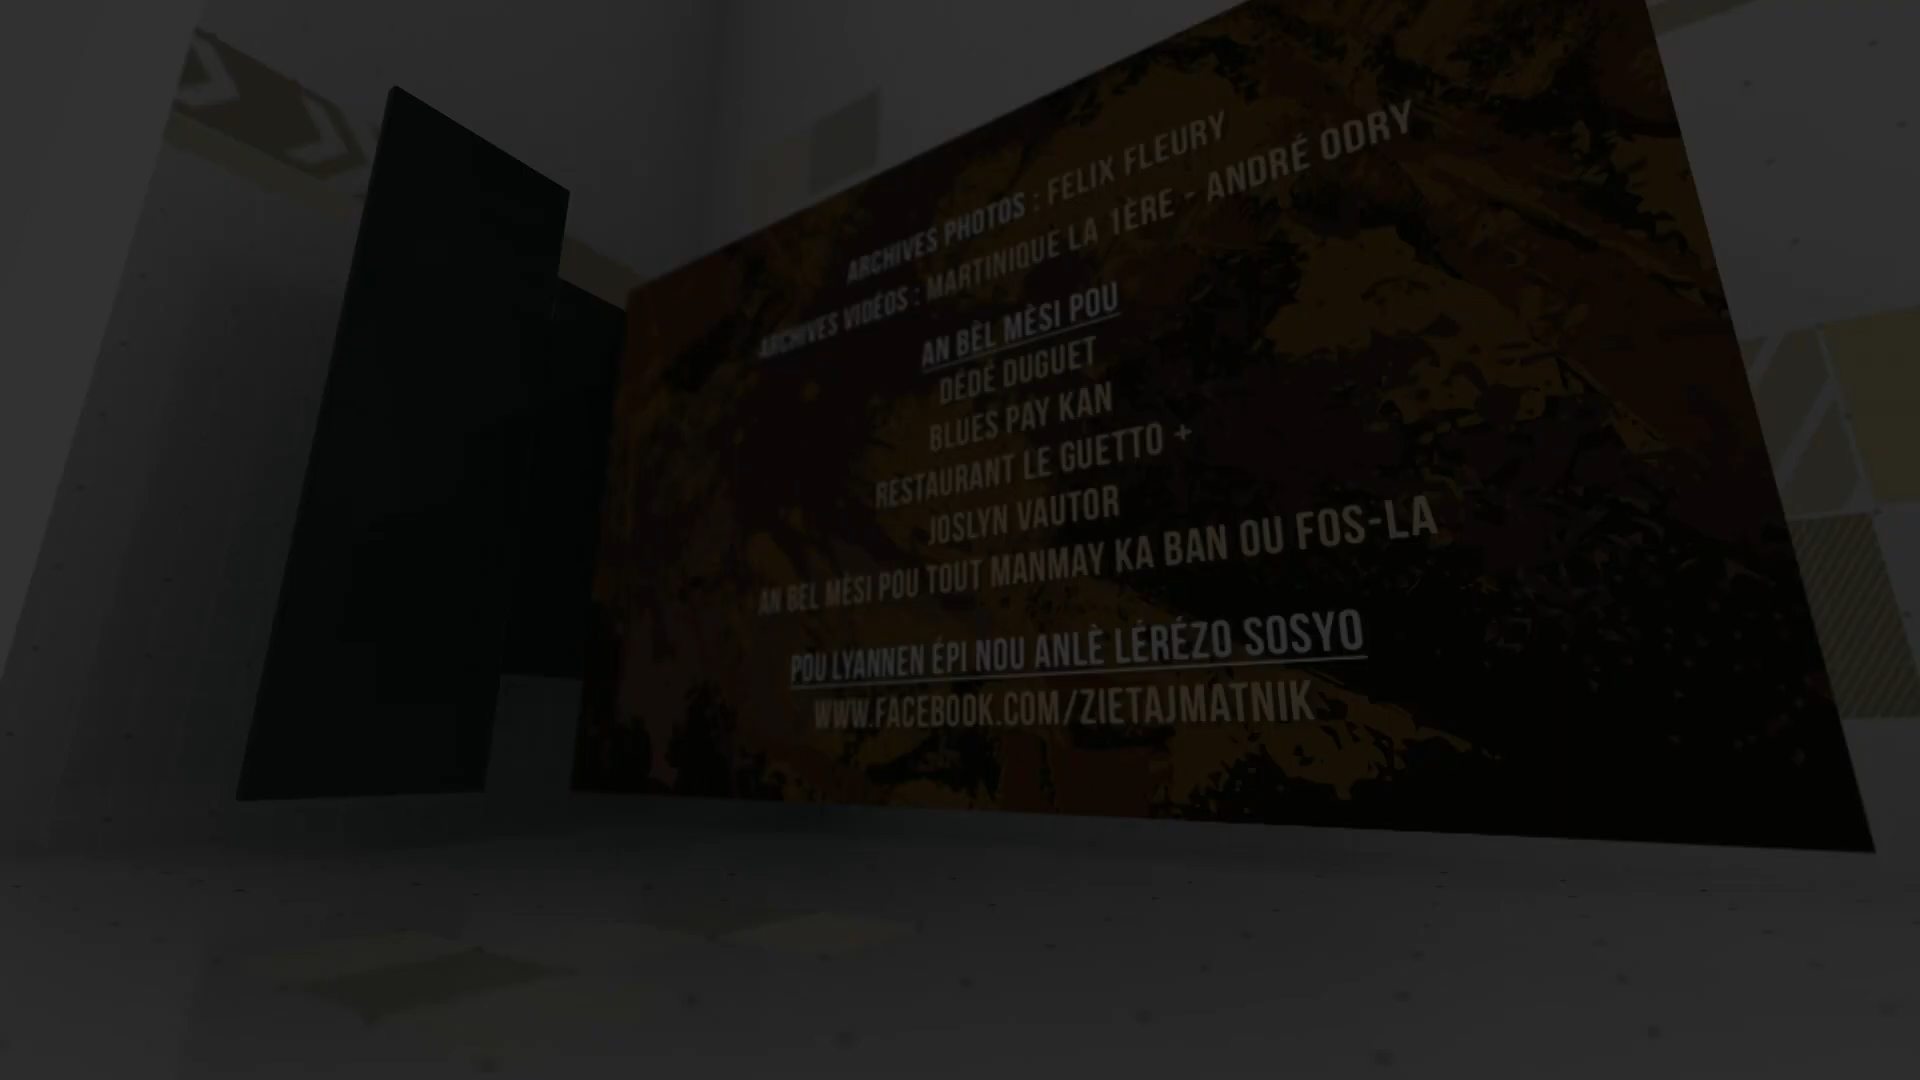 ARCHIVES PHOTOS : FELIX FLEURY
ARCHIVES VIDÉOS : MARTINIQUE LA 1ÈRE - ANDRÉ ODRY
AN BÈL MÈSI POU
DÉDÉ DUGUET
BLUES PAY KAN
RESTAURANT LE GUETTO +
JOSLYN VAUTOR
AN BEL MÈSI POU TOUT MANMAY KA BAN OU FOS-LA
POU LYANNEN ÉPI NOU ANLÈ LÉRÉZO SOSYO
WWW.FACEBOOK.COM/ZIETAJMATNIK